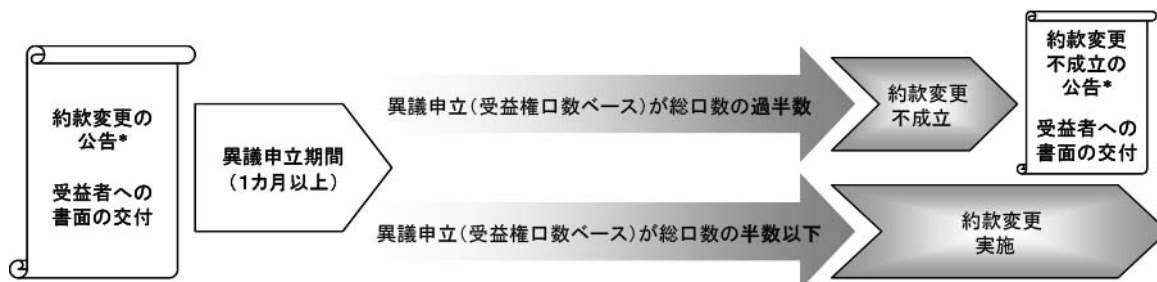 約款変更の
公告*
受益者への
書面の交付
異議申立期間
（1カ月以上）
異議申立（受益権口数ベース）が総口数の過半数
約款変更
不成立
約款変更
不成立の
公告*
受益者への
書面の交付
異議申立（受益権口数ベース）が総口数の半数以下
約款変更
実施